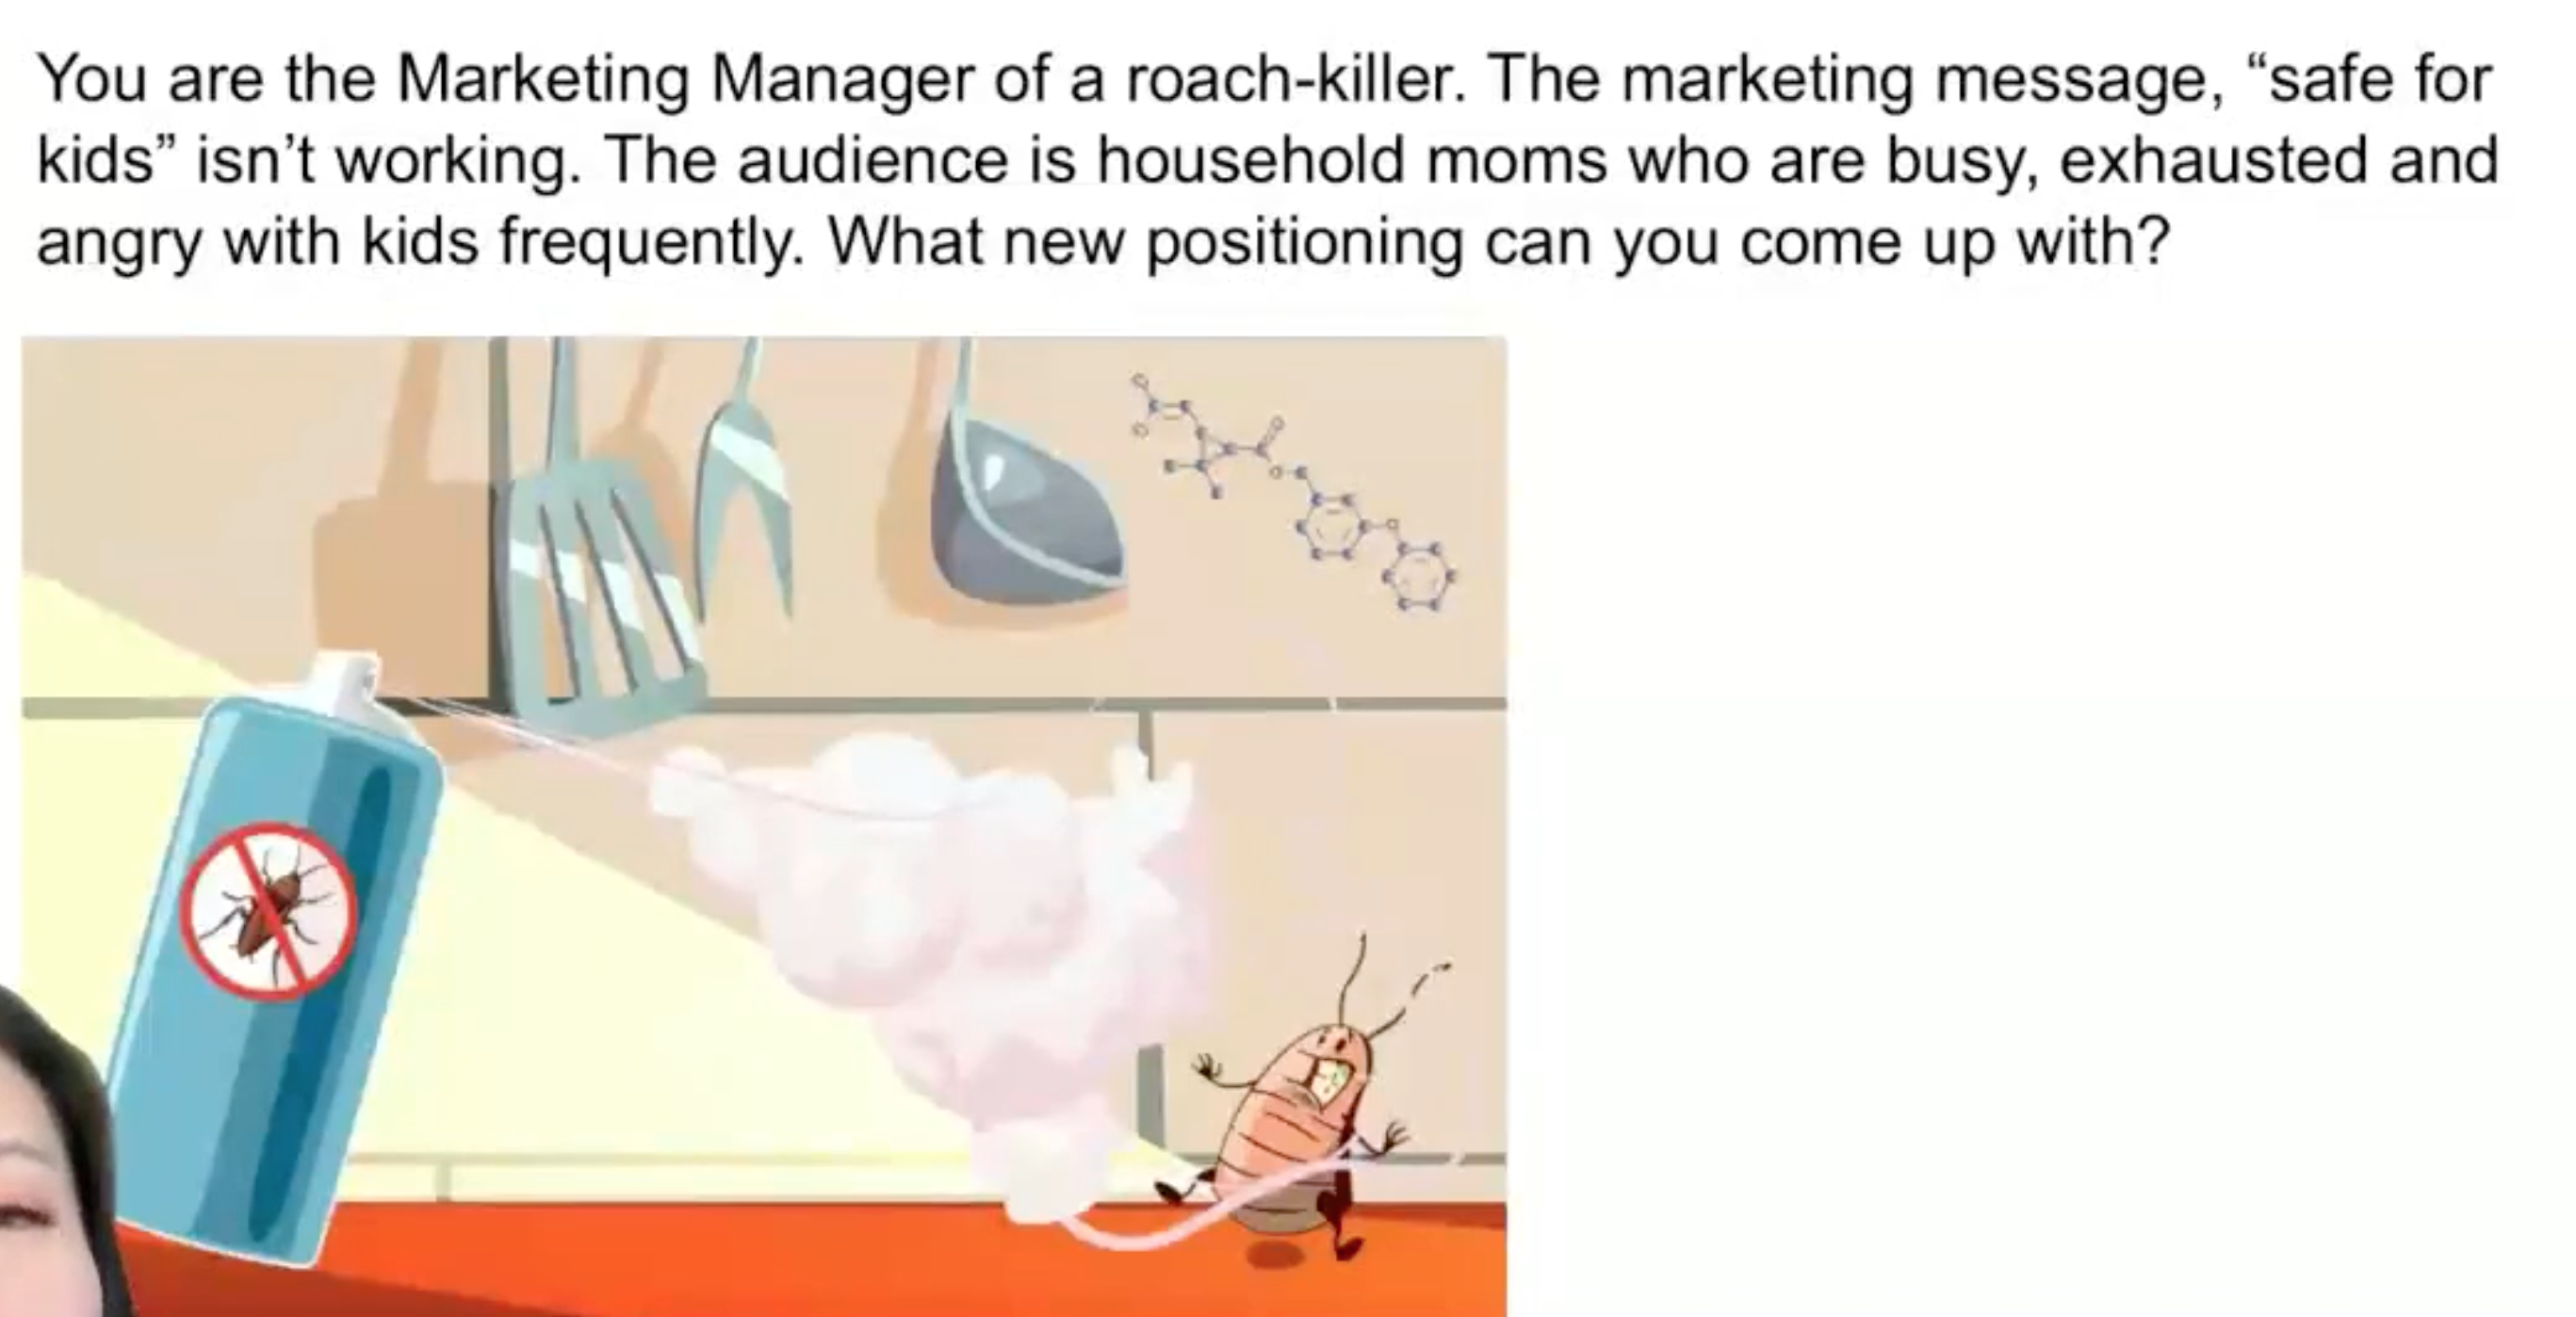 You are the Marketing Manager of a roach-killer. The marketing message, “safe for
kids” isn’t working. The audience is household moms who are busy, exhausted and
angry with kids frequently. What new positioning can you come up with?